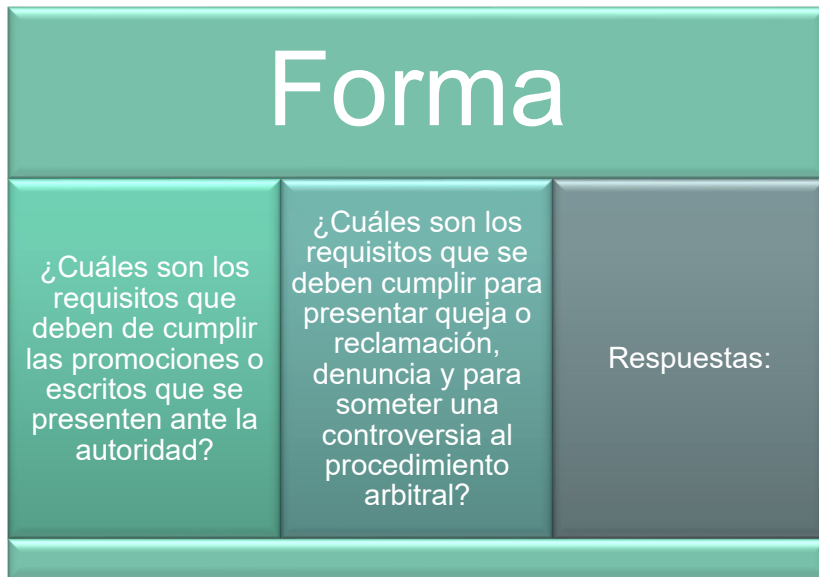 Forma
¿Cuáles son los
requisitos que
deben de cumplir
las promociones o
escritos que se
presenten ante la
autoridad?
¿Cuáles son los
requisitos que se
deben cumplir para
presentar queja o
reclamación,
denuncia y para
someter una
controversia al
procedimiento
arbitral?
Respuestas: